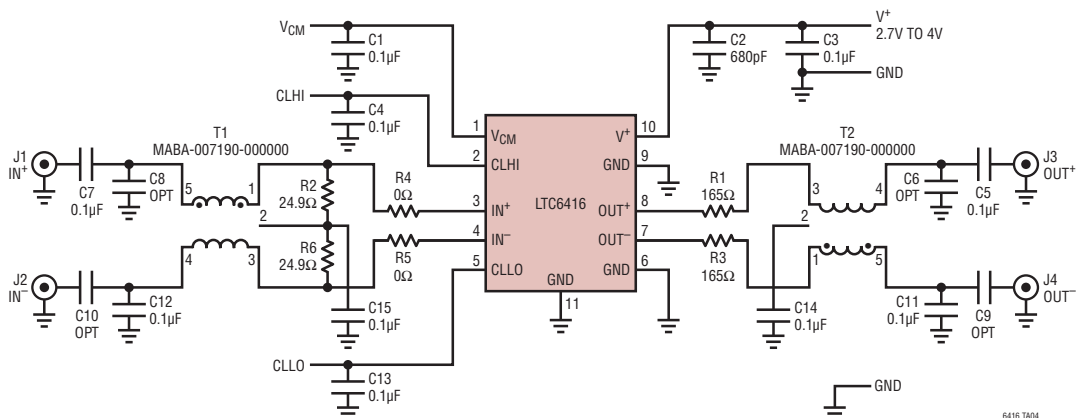 V_CM
C1
0.1µF
CLHI
C4
0.1µF
T1
MABA-007190-000000
J1
IN+
C7
0.1µF
C8
OPT
5
1
2
4
3
R2
24.9Ω
R6
24.9Ω
R4
0Ω
R5
0Ω
J2
IN−
C10
OPT
C12
0.1µF
C15
0.1µF
CLLO
C13
0.1µF
1
V_CM
2
CLHI
3
IN+
4
IN−
5
CLLO
LTC6416
GND
11
V+
10
GND
9
OUT+
8
OUT−
7
GND
6
C2
680pF
C3
0.1µF
V+
2.7V TO 4V
GND
R1
165Ω
R3
165Ω
T2
MABA-007190-000000
3
4
2
1
5
C14
0.1µF
C6
OPT
C5
0.1µF
J3
OUT+
C11
0.1µF
C9
OPT
J4
OUT−
GND
6416 TA04